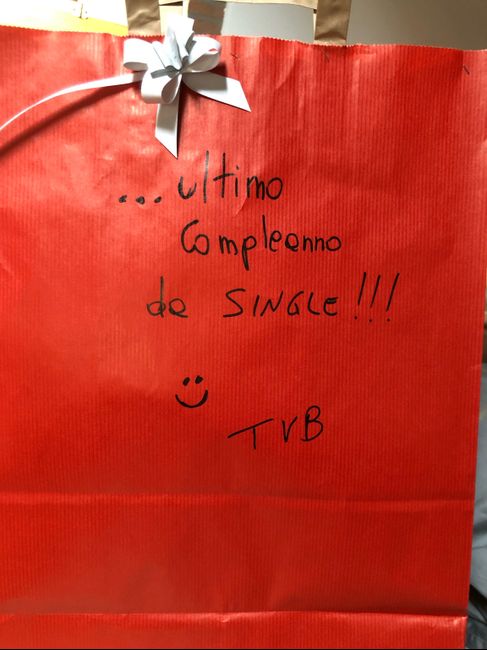 ... ultimo
Compleanno
da SINGLE!!!
TVB